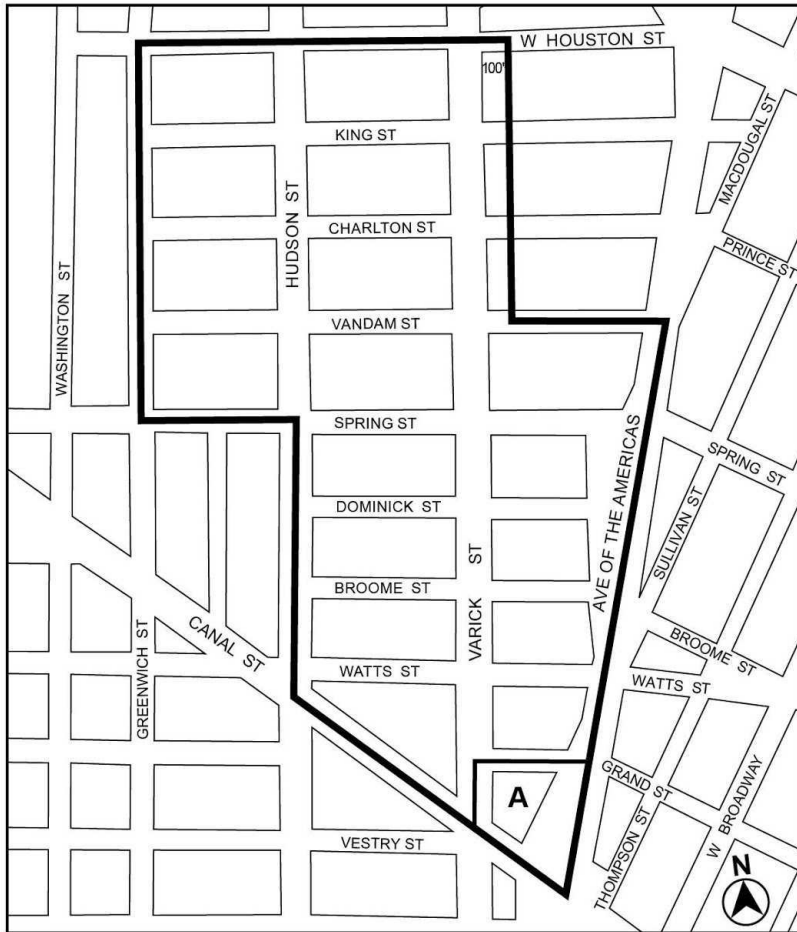 W HOUSTON ST
100'
KING ST
MACDOUGAL ST
HUDSON ST
CHARLTON ST
PRINCE ST
WASHINGTON ST
VANDAM ST
SPRING ST
SPRING ST
AVE OF THE AMERICAS
SULLIVAN ST
DOMINICK ST
VARICK ST
BROOME ST
CANAL ST
GREENWICH ST
BROOME ST
WATTS ST
WATTS ST
GRAND ST
A
W BROADWAY
THOMPSON ST
VESTRY ST
N